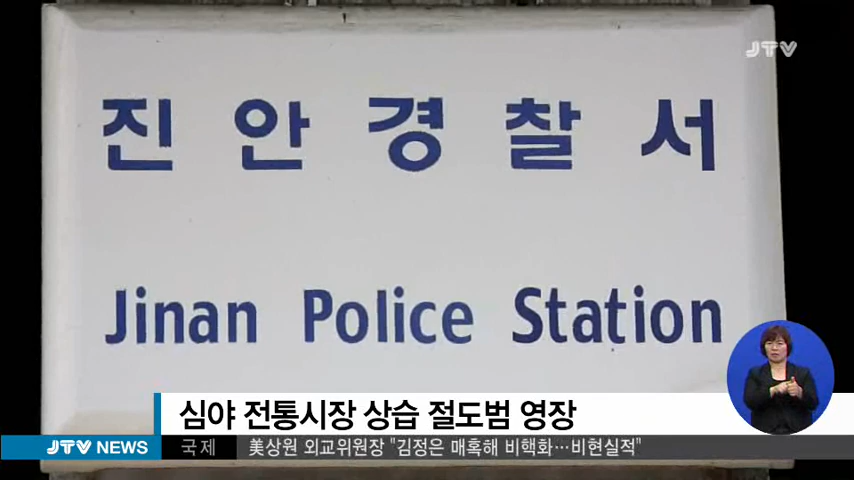 JTV
진안경찰서
Jinan Police Station
심야 전통시장 상습 절도범 영장
JTV NEWS
국제
美상원 외교위원장 "김정은 매혹해 비핵화…비현실적"